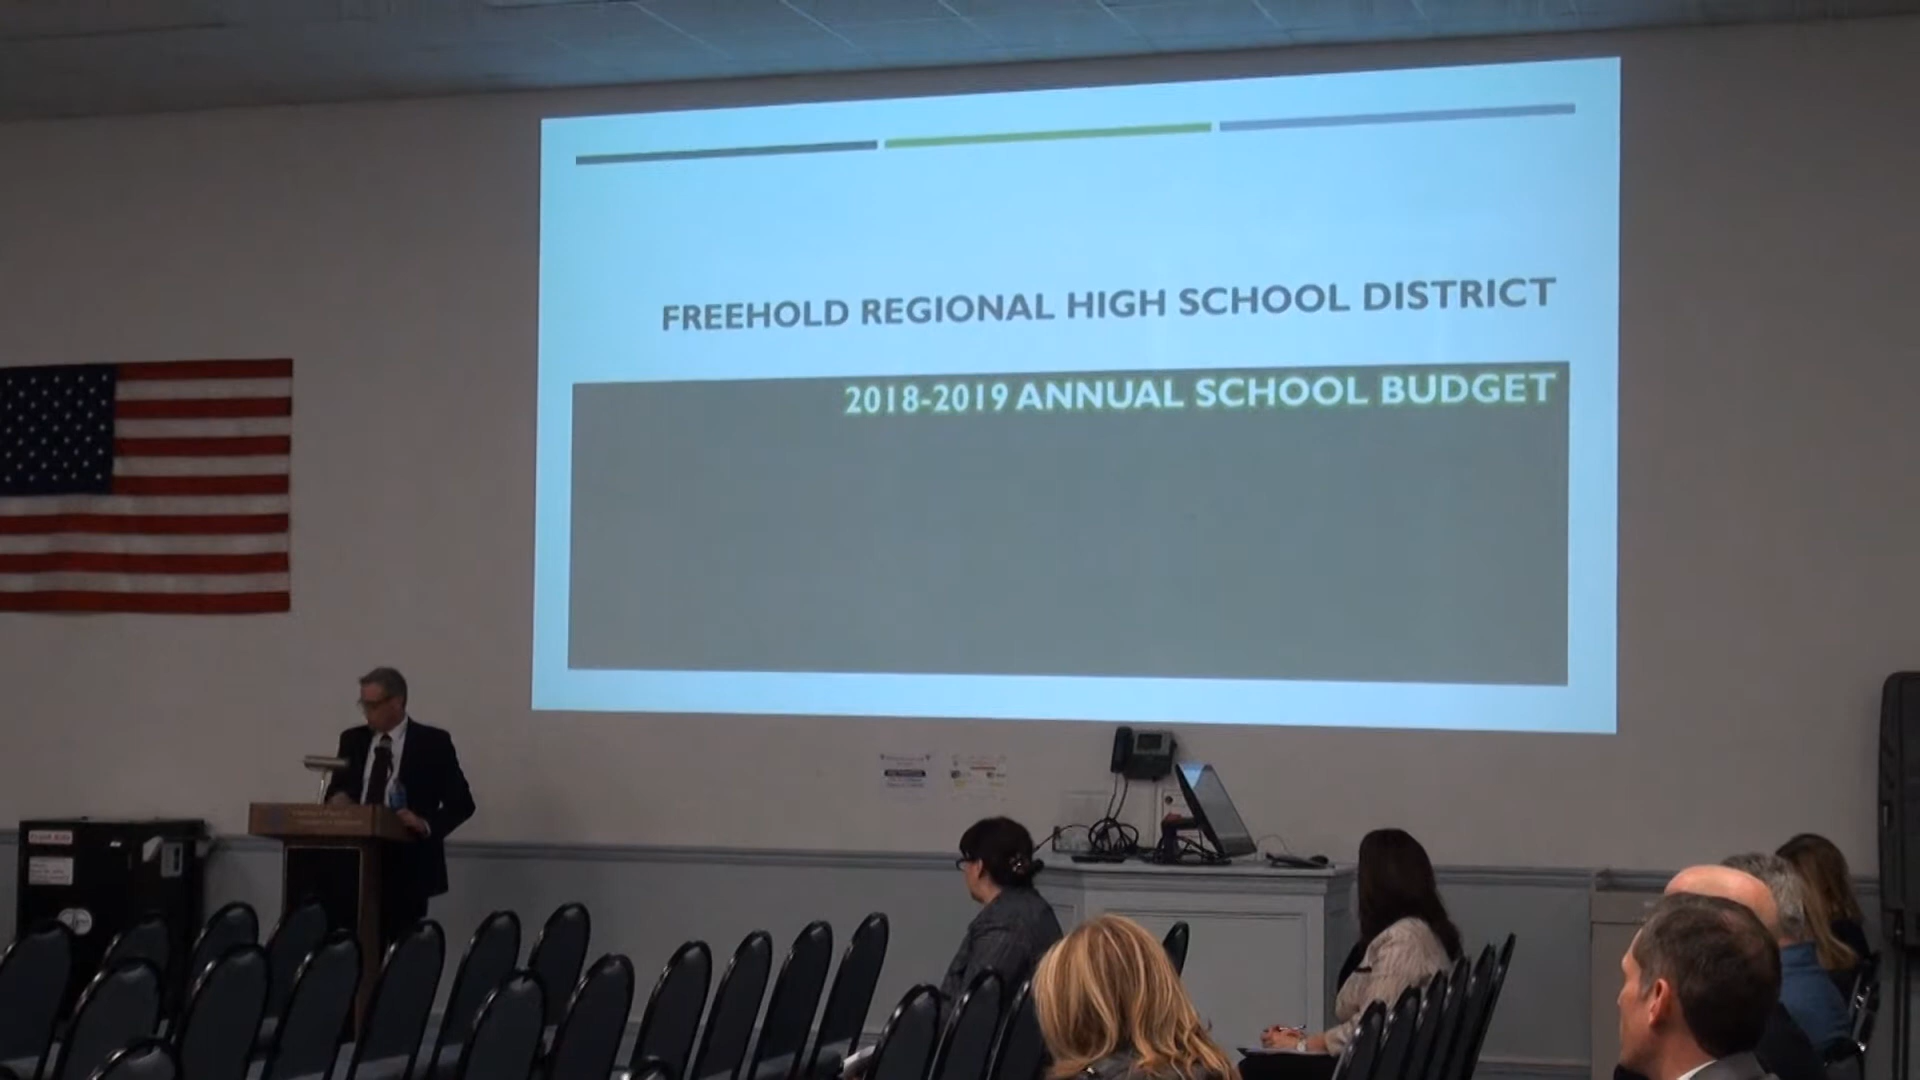 FREEHOLD REGIONAL HIGH SCHOOL DISTRICT
2018-2019 ANNUAL SCHOOL BUDGET